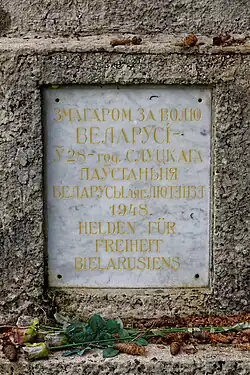 ЗМАГАРОМ ЗА ВОЛЮ
БЕЛАРУСІ–
Ў 28-год. СЛУЦКАГА
ПАЎСТАНЬНЯ
БЕЛАРУСЫ
1948.
HELDEN FÜR
FREIHEIT
BIELARUSIENS